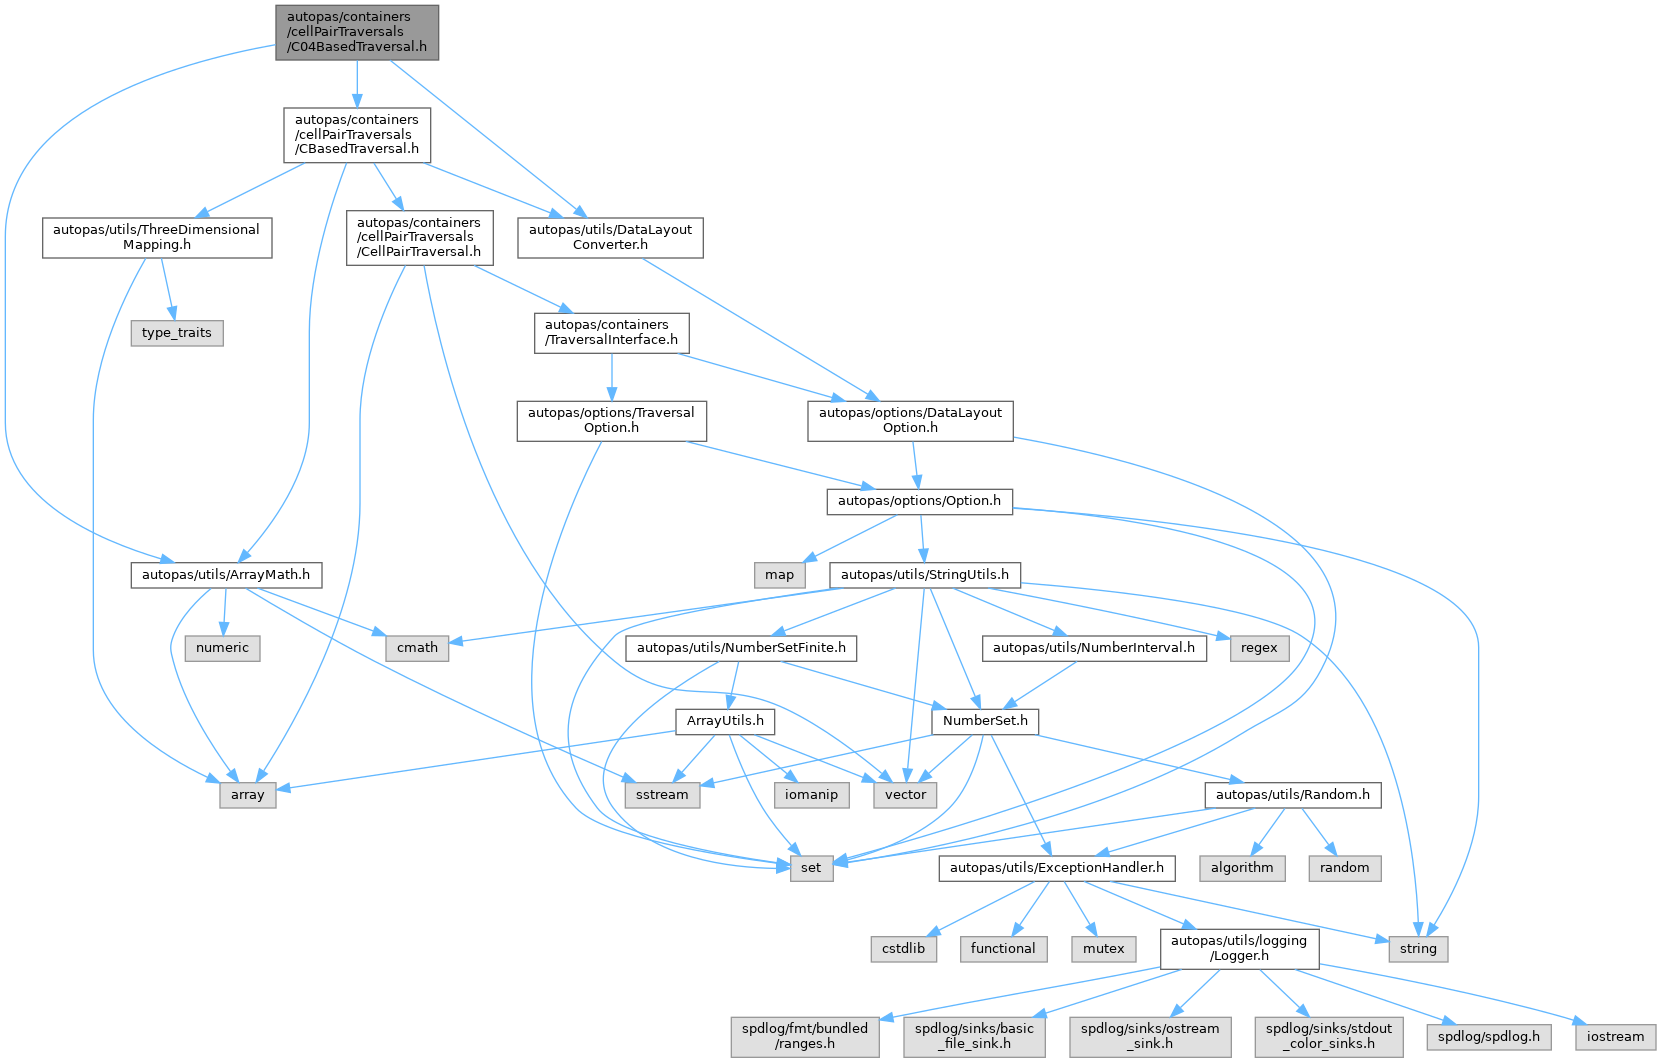 autopas/containers
/cellPairTraversals
/C04BasedTraversal.h
autopas/containers
/cellPairTraversals
/CBasedTraversal.h
autopas/utils/ThreeDimensional
Mapping.h
autopas/containers
/cellPairTraversals
/CellPairTraversal.h
autopas/utils/DataLayout
Converter.h
type_traits
autopas/containers
/TraversalInterface.h
autopas/options/Traversal
Option.h
autopas/options/DataLayout
Option.h
autopas/options/Option.h
autopas/utils/ArrayMath.h
map
autopas/utils/StringUtils.h
numeric
cmath
autopas/utils/NumberSetFinite.h
autopas/utils/NumberInterval.h
regex
ArrayUtils.h
NumberSet.h
array
sstream
iomanip
vector
autopas/utils/Random.h
set
autopas/utils/ExceptionHandler.h
algorithm
random
cstdlib
functional
mutex
autopas/utils/logging
/Logger.h
string
spdlog/fmt/bundled
/ranges.h
spdlog/sinks/basic
_file_sink.h
spdlog/sinks/ostream
_sink.h
spdlog/sinks/stdout
_color_sinks.h
spdlog/spdlog.h
iostream